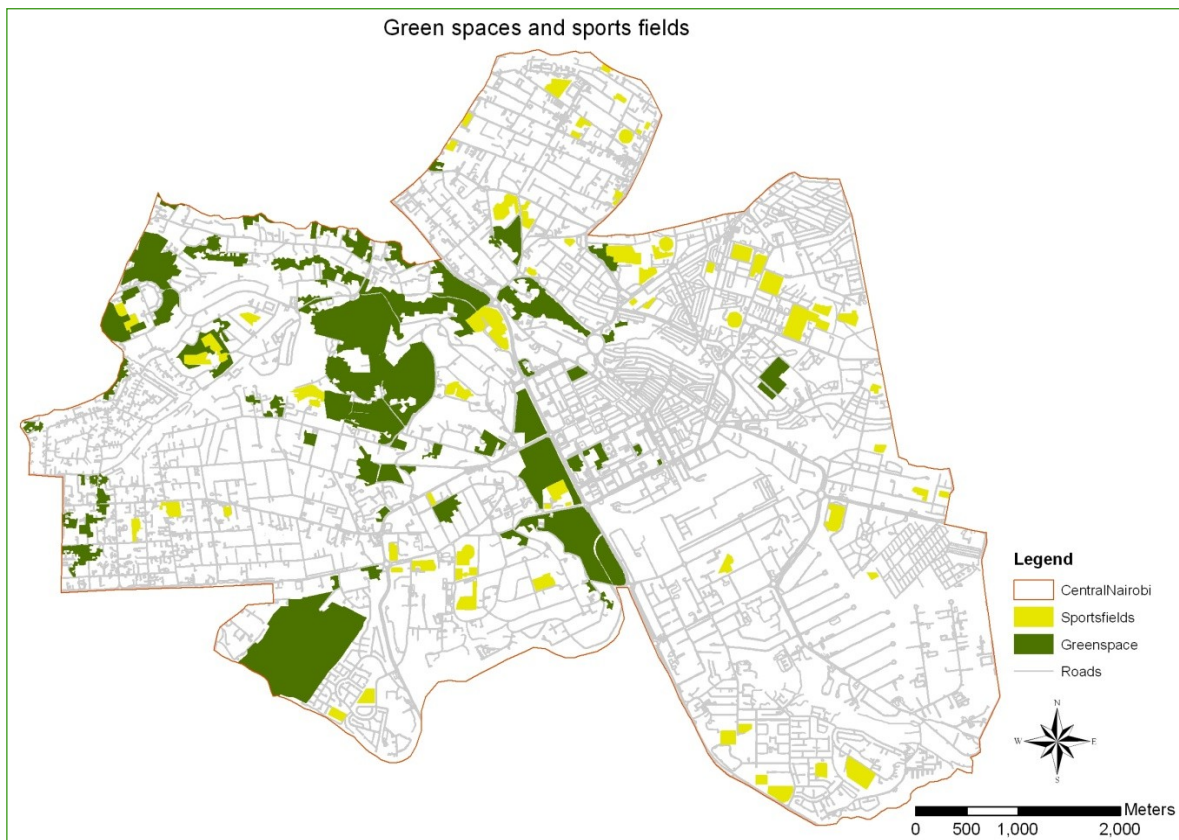 Green spaces and sports fields
Legend
CentralNairobi
Sportsfields
Greenspace
Roads
N
W E
S
Meters
0 500 1,000 2,000